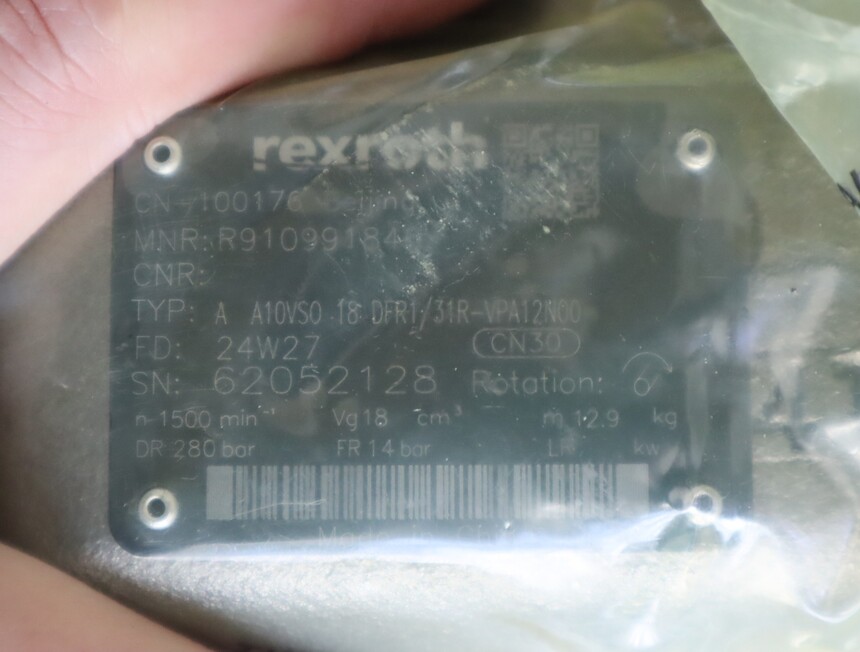 rexroth
CN-100176
MNR: R91099184
CNR:
TYP: A A10VSO 18 DFR1/31R-VPA12N00
FD: 24W27 CN30
SN: 62052128 Rotation:
n 1500 min⁻¹ Vg 18 cm³ m 12.9 kg
DR 280 bar FR 14 bar kw